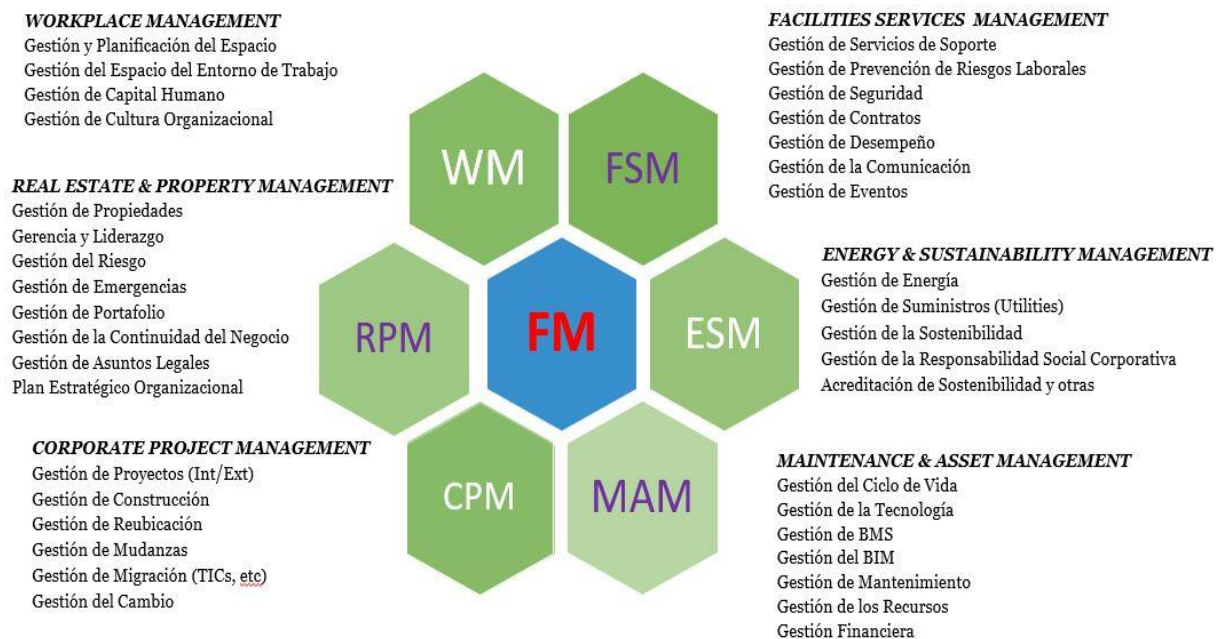 WORKPLACE MANAGEMENT
Gestión y Planificación del Espacio
Gestión del Espacio del Entorno de Trabajo
Gestión de Capital Humano
Gestión de Cultura Organizacional
FACILITIES SERVICES MANAGEMENT
Gestión de Servicios de Soporte
Gestión de Prevención de Riesgos Laborales
Gestión de Seguridad
Gestión de Contratos
Gestión de Desempeño
Gestión de la Comunicación
Gestión de Eventos
WM
FSM
REAL ESTATE & PROPERTY MANAGEMENT
Gestión de Propiedades
Gerencia y Liderazgo
Gestión del Riesgo
Gestión de Emergencias
Gestión de Portafolio
Gestión de la Continuidad del Negocio
Gestión de Asuntos Legales
Plan Estratégico Organizacional
RPM
FM
ESM
ENERGY & SUSTAINABILITY MANAGEMENT
Gestión de Energía
Gestión de Suministros (Utilities)
Gestión de la Sostenibilidad
Gestión de la Responsabilidad Social Corporativa
Acreditación de Sostenibilidad y otras
CORPORATE PROJECT MANAGEMENT
Gestión de Proyectos (Int/Ext)
Gestión de Construcción
Gestión de Reubicación
Gestión de Mudanzas
Gestión de Migración (TICs, etc)
Gestión del Cambio
CPM
MAM
MAINTENANCE & ASSET MANAGEMENT
Gestión del Ciclo de Vida
Gestión de la Tecnología
Gestión de BMS
Gestión del BIM
Gestión de Mantenimiento
Gestión de los Recursos
Gestión Financiera